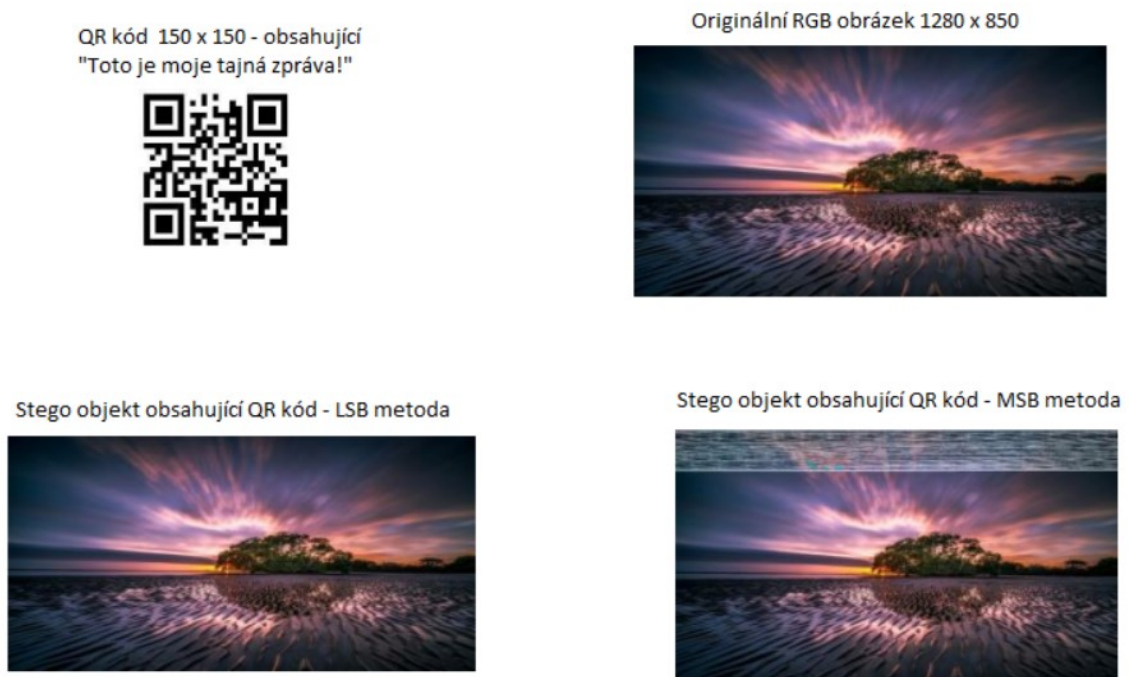 QR kód  150 x 150 - obsahující
"Toto je moje tajná zpráva!"
Originální RGB obrázek 1280 x 850
Stego objekt obsahující QR kód - LSB metoda
Stego objekt obsahující QR kód - MSB metoda